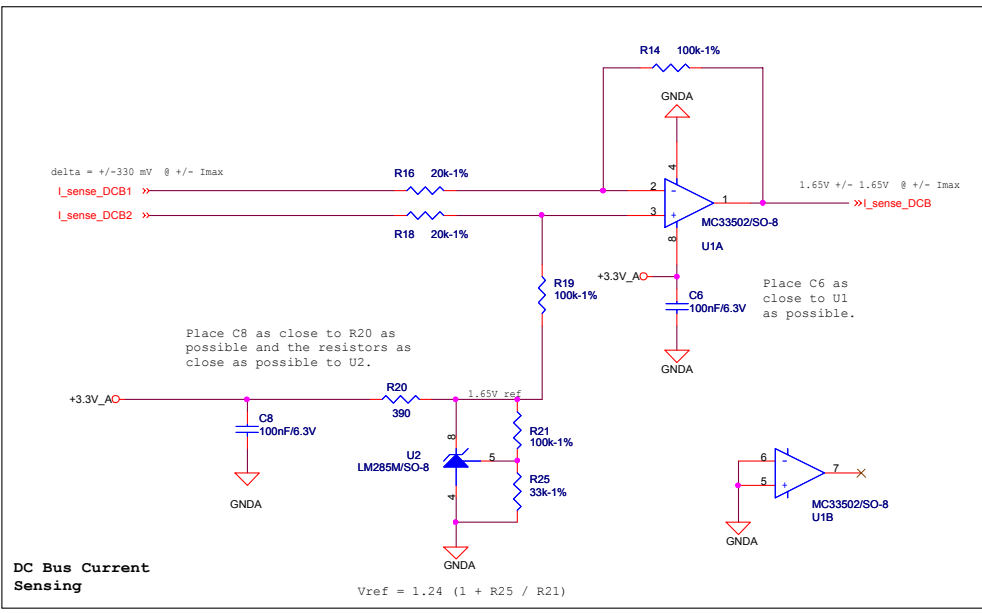 R14 100k-1%
GNDA
4
delta = +/-330 mV @ +/- Imax
R16 20k-1%
1.65V +/- 1.65V @ +/- Imax
I_sense_DCB1
2
-
1
I_sense_DCB
I_sense_DCB2
3
+
MC33502/SO-8
R18 20k-1%
U1A
8
+3.3V_A
R19
100k-1%
C6
100nF/6.3V
Place C6 as
close to U1
as possible.
Place C8 as close to R20 as
possible and the resistors as
close as possible to U2.
GNDA
R20
1.65V ref
+3.3V_A
390
C8
100nF/6.3V
R21
100k-1%
8
U2
LM285M/SO-8
5
R25
33k-1%
4
6
-
7
5
+
MC33502/SO-8
U1B
GNDA
GNDA
GNDA
DC Bus Current
Sensing
Vref = 1.24 (1 + R25 / R21)